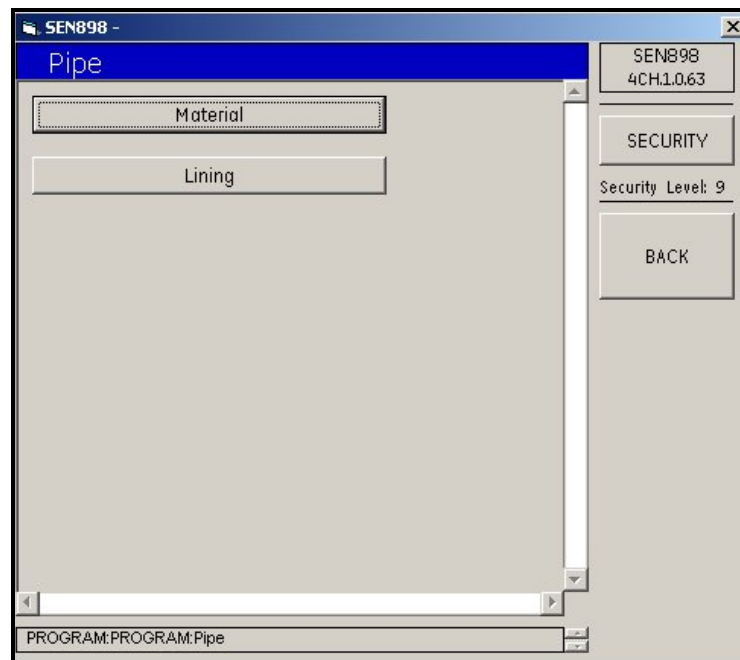 SEN898 -
Pipe
Material
Lining
SEN898
4CH.1.0.63
SECURITY
Security Level: 9
BACK
PROGRAM:PROGRAM:Pipe